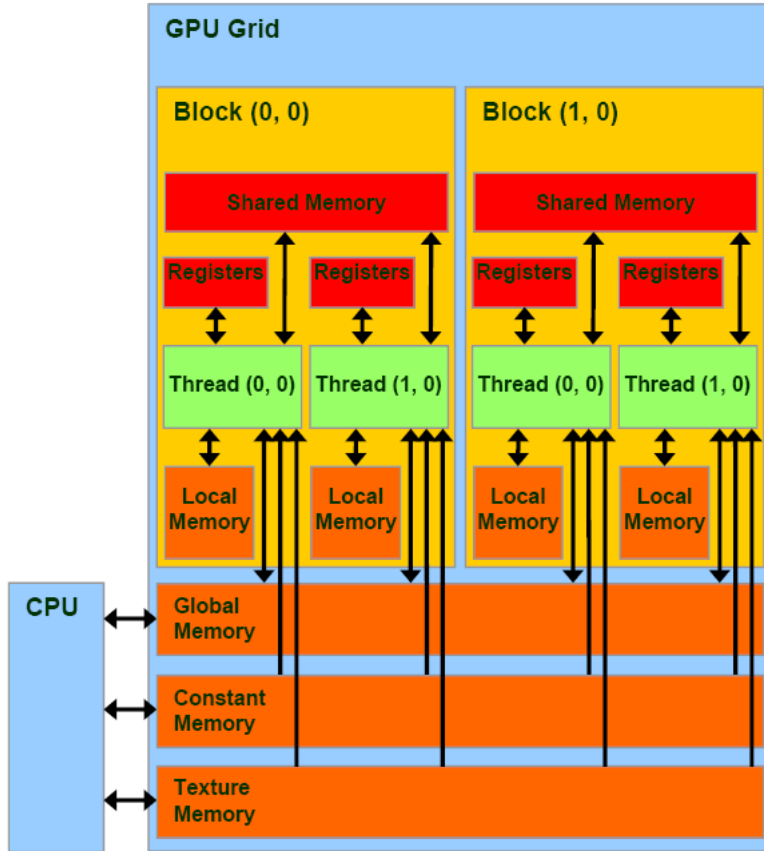 GPU Grid
Block (0, 0)
Block (1, 0)
Shared Memory
Shared Memory
Registers
Registers
Registers
Registers
Thread (0, 0)
Thread (1, 0)
Thread (0, 0)
Thread (1, 0)
Local
Memory
Local
Memory
Local
Memory
Local
Memory
CPU
Global
Memory
Constant
Memory
Texture
Memory